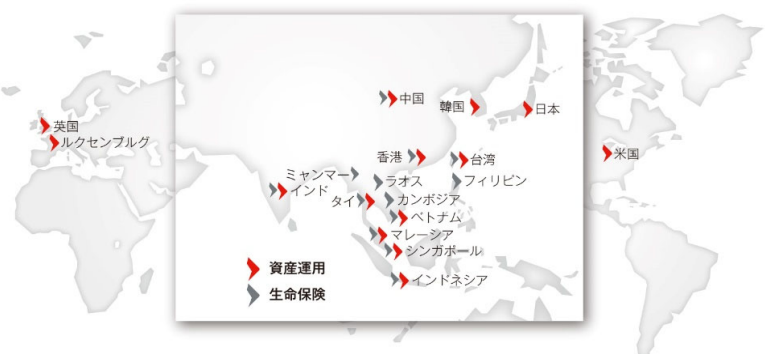 英国
ルクセンブルグ
中国
韓国
日本
香港
台湾
米国
ミャンマー
ラオス
フィリピン
インド
タイ
カンボジア
ベトナム
マレーシア
シンガポール
インドネシア
資産運用
生命保険